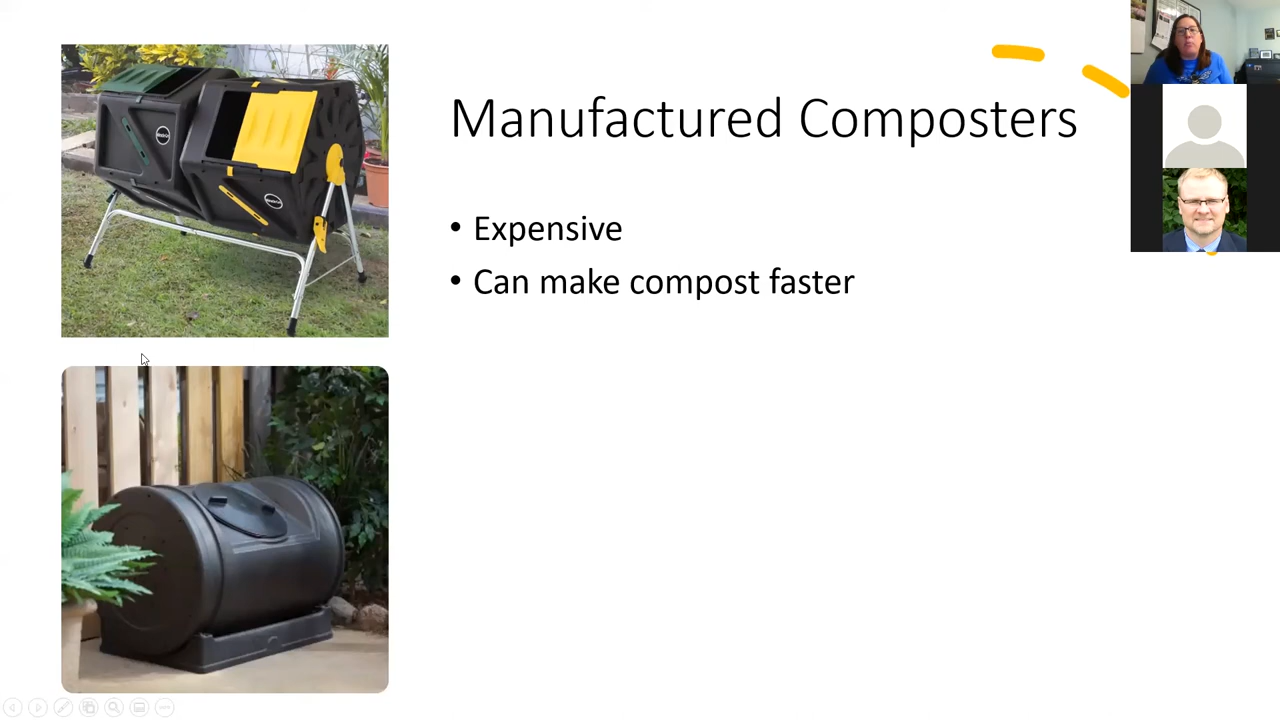 Manufactured Composters
• Expensive
• Can make compost faster